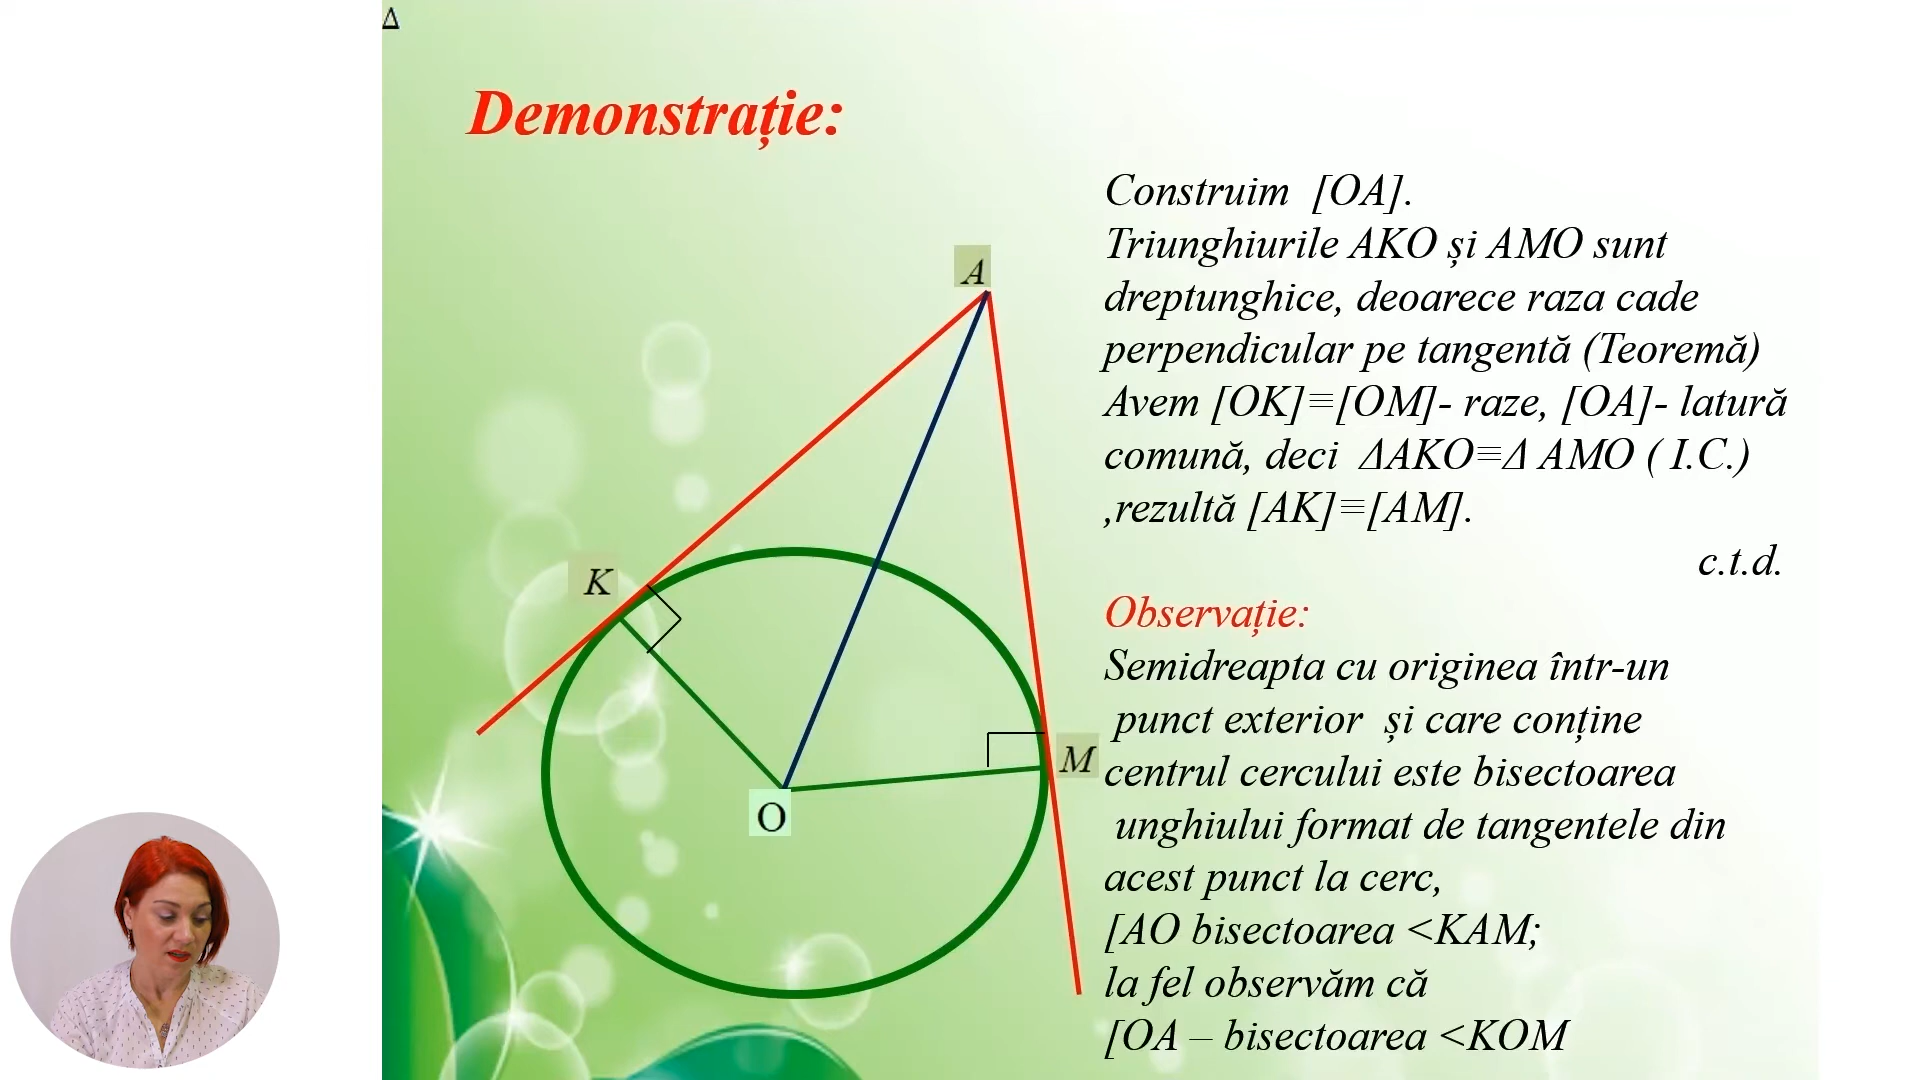 Δ
Demonstrație:
Construim [OA].
Triunghiurile AKO și AMO sunt
dreptunghice, deoarece raza cade
perpendicular pe tangentă (Teoremă)
Avem [OK]≡[OM]- raze, [OA]- latură
comună, deci ΔAKO≡Δ AMO ( I.C.)
,rezultă [AK]≡[AM].
c.t.d.
Observație:
Semidreapta cu originea într-un
punct exterior și care conține
centrul cercului este bisectoarea
unghiului format de tangentele din
acest punct la cerc,
[AO bisectoarea <KAM;
la fel observăm că
[OA – bisectoarea <KOM
A
K
M
O